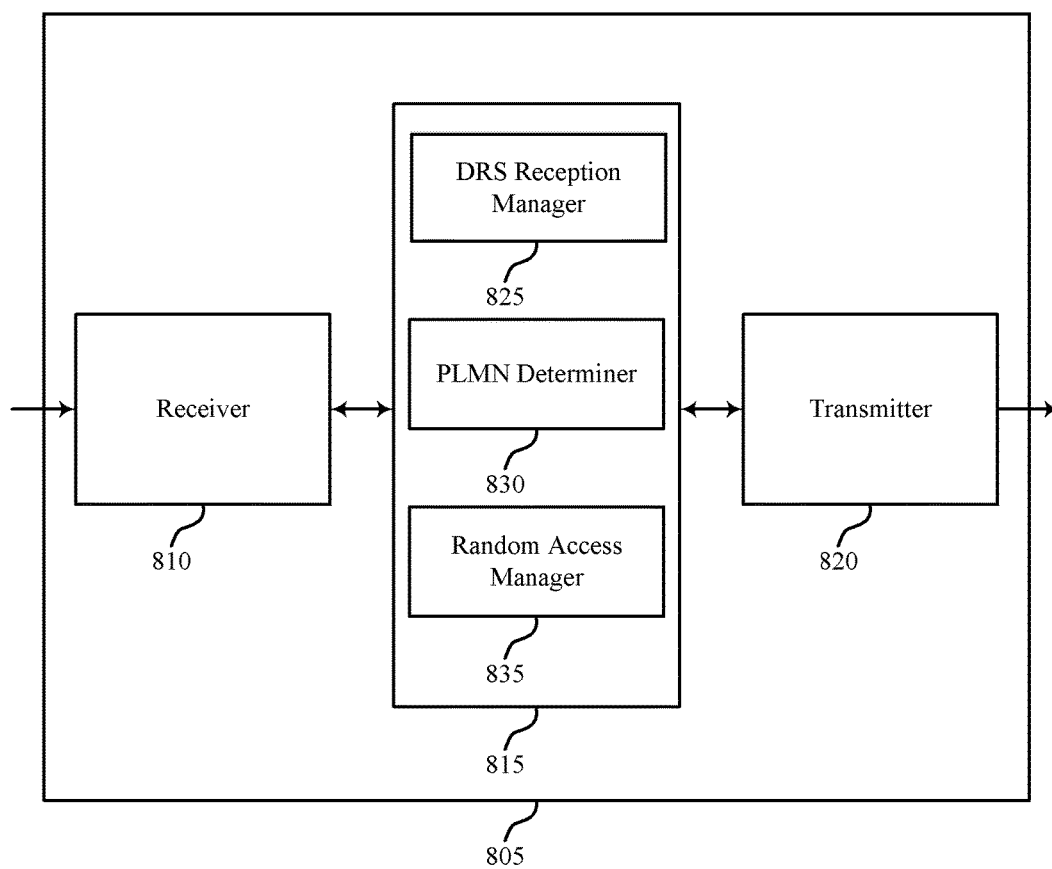 DRS Reception
Manager
825
Receiver
810
PLMN Determiner
830
Transmitter
820
Random Access
Manager
835
815
805